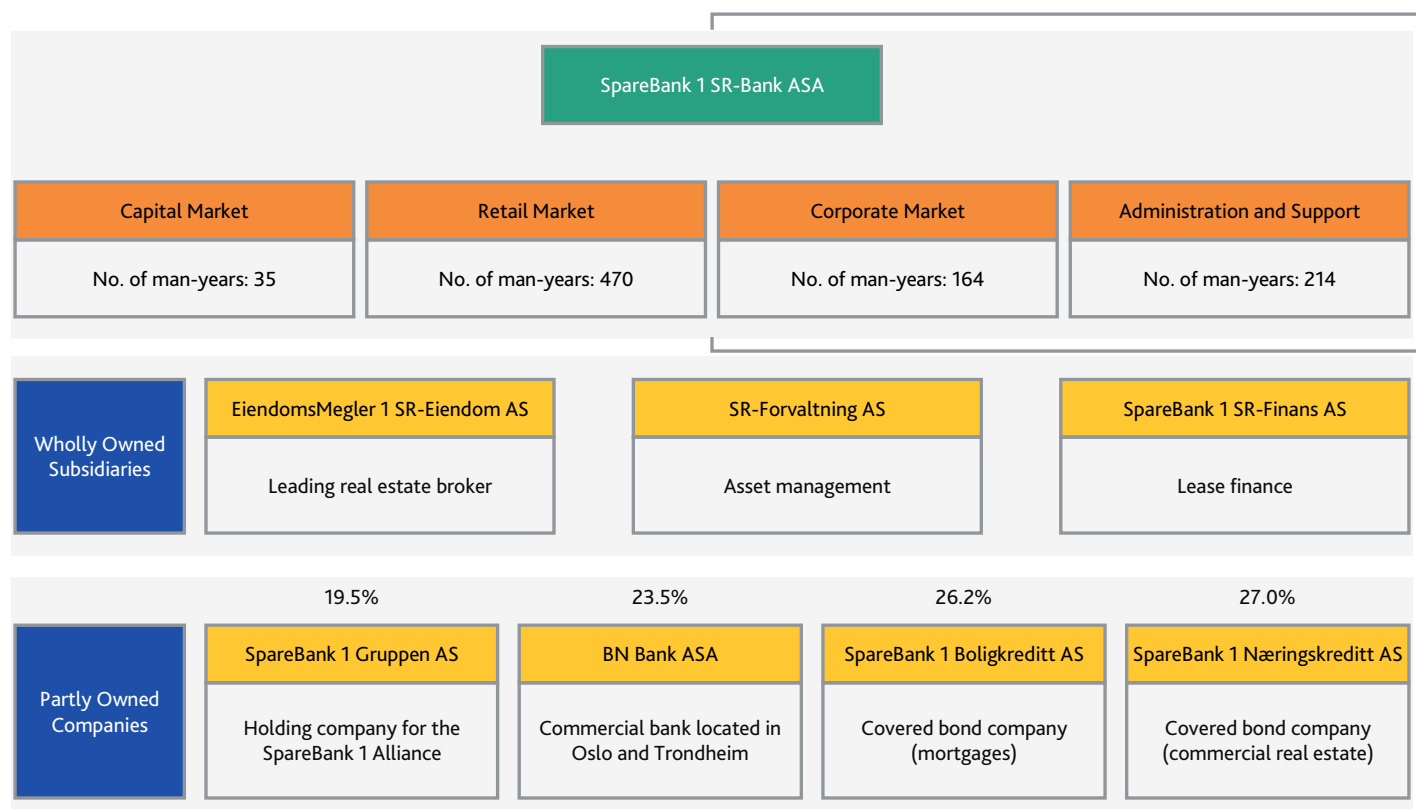 SpareBank 1 SR-Bank ASA
Capital Market
Retail Market
Corporate Market
Administration and Support
No. of man-years: 35
No. of man-years: 470
No. of man-years: 164
No. of man-years: 214
Wholly Owned
Subsidiaries
EiendomsMegler 1 SR-Eiendom AS
Leading real estate broker
SR-Forvaltning AS
Asset management
SpareBank 1 SR-Finans AS
Lease finance
Partly Owned
Companies
19.5%
SpareBank 1 Gruppen AS
Holding company for the
SpareBank 1 Alliance
23.5%
BN Bank ASA
Commercial bank located in
Oslo and Trondheim
26.2%
SpareBank 1 Boligkreditt AS
Covered bond company
(mortgages)
27.0%
SpareBank 1 Næringskreditt AS
Covered bond company
(commercial real estate)